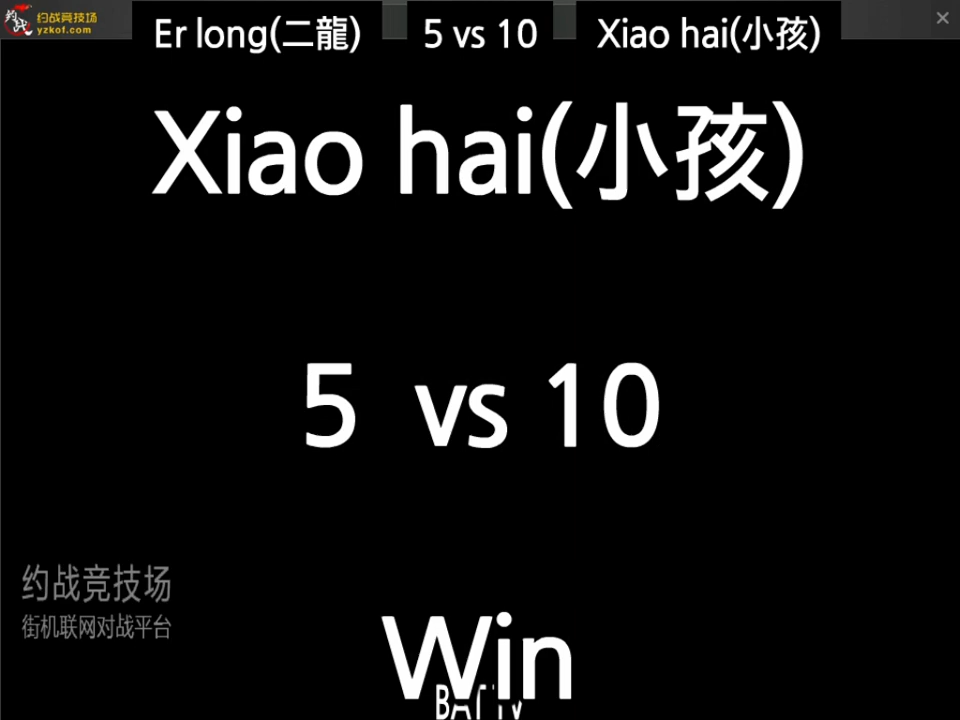 约战竞技场
yzkof.com
Er long(二龍) 5 vs 10 Xiao hai(小孩)
Xiao hai(小孩)
5 vs 10
约战竞技场
街机联网对战平台
Win